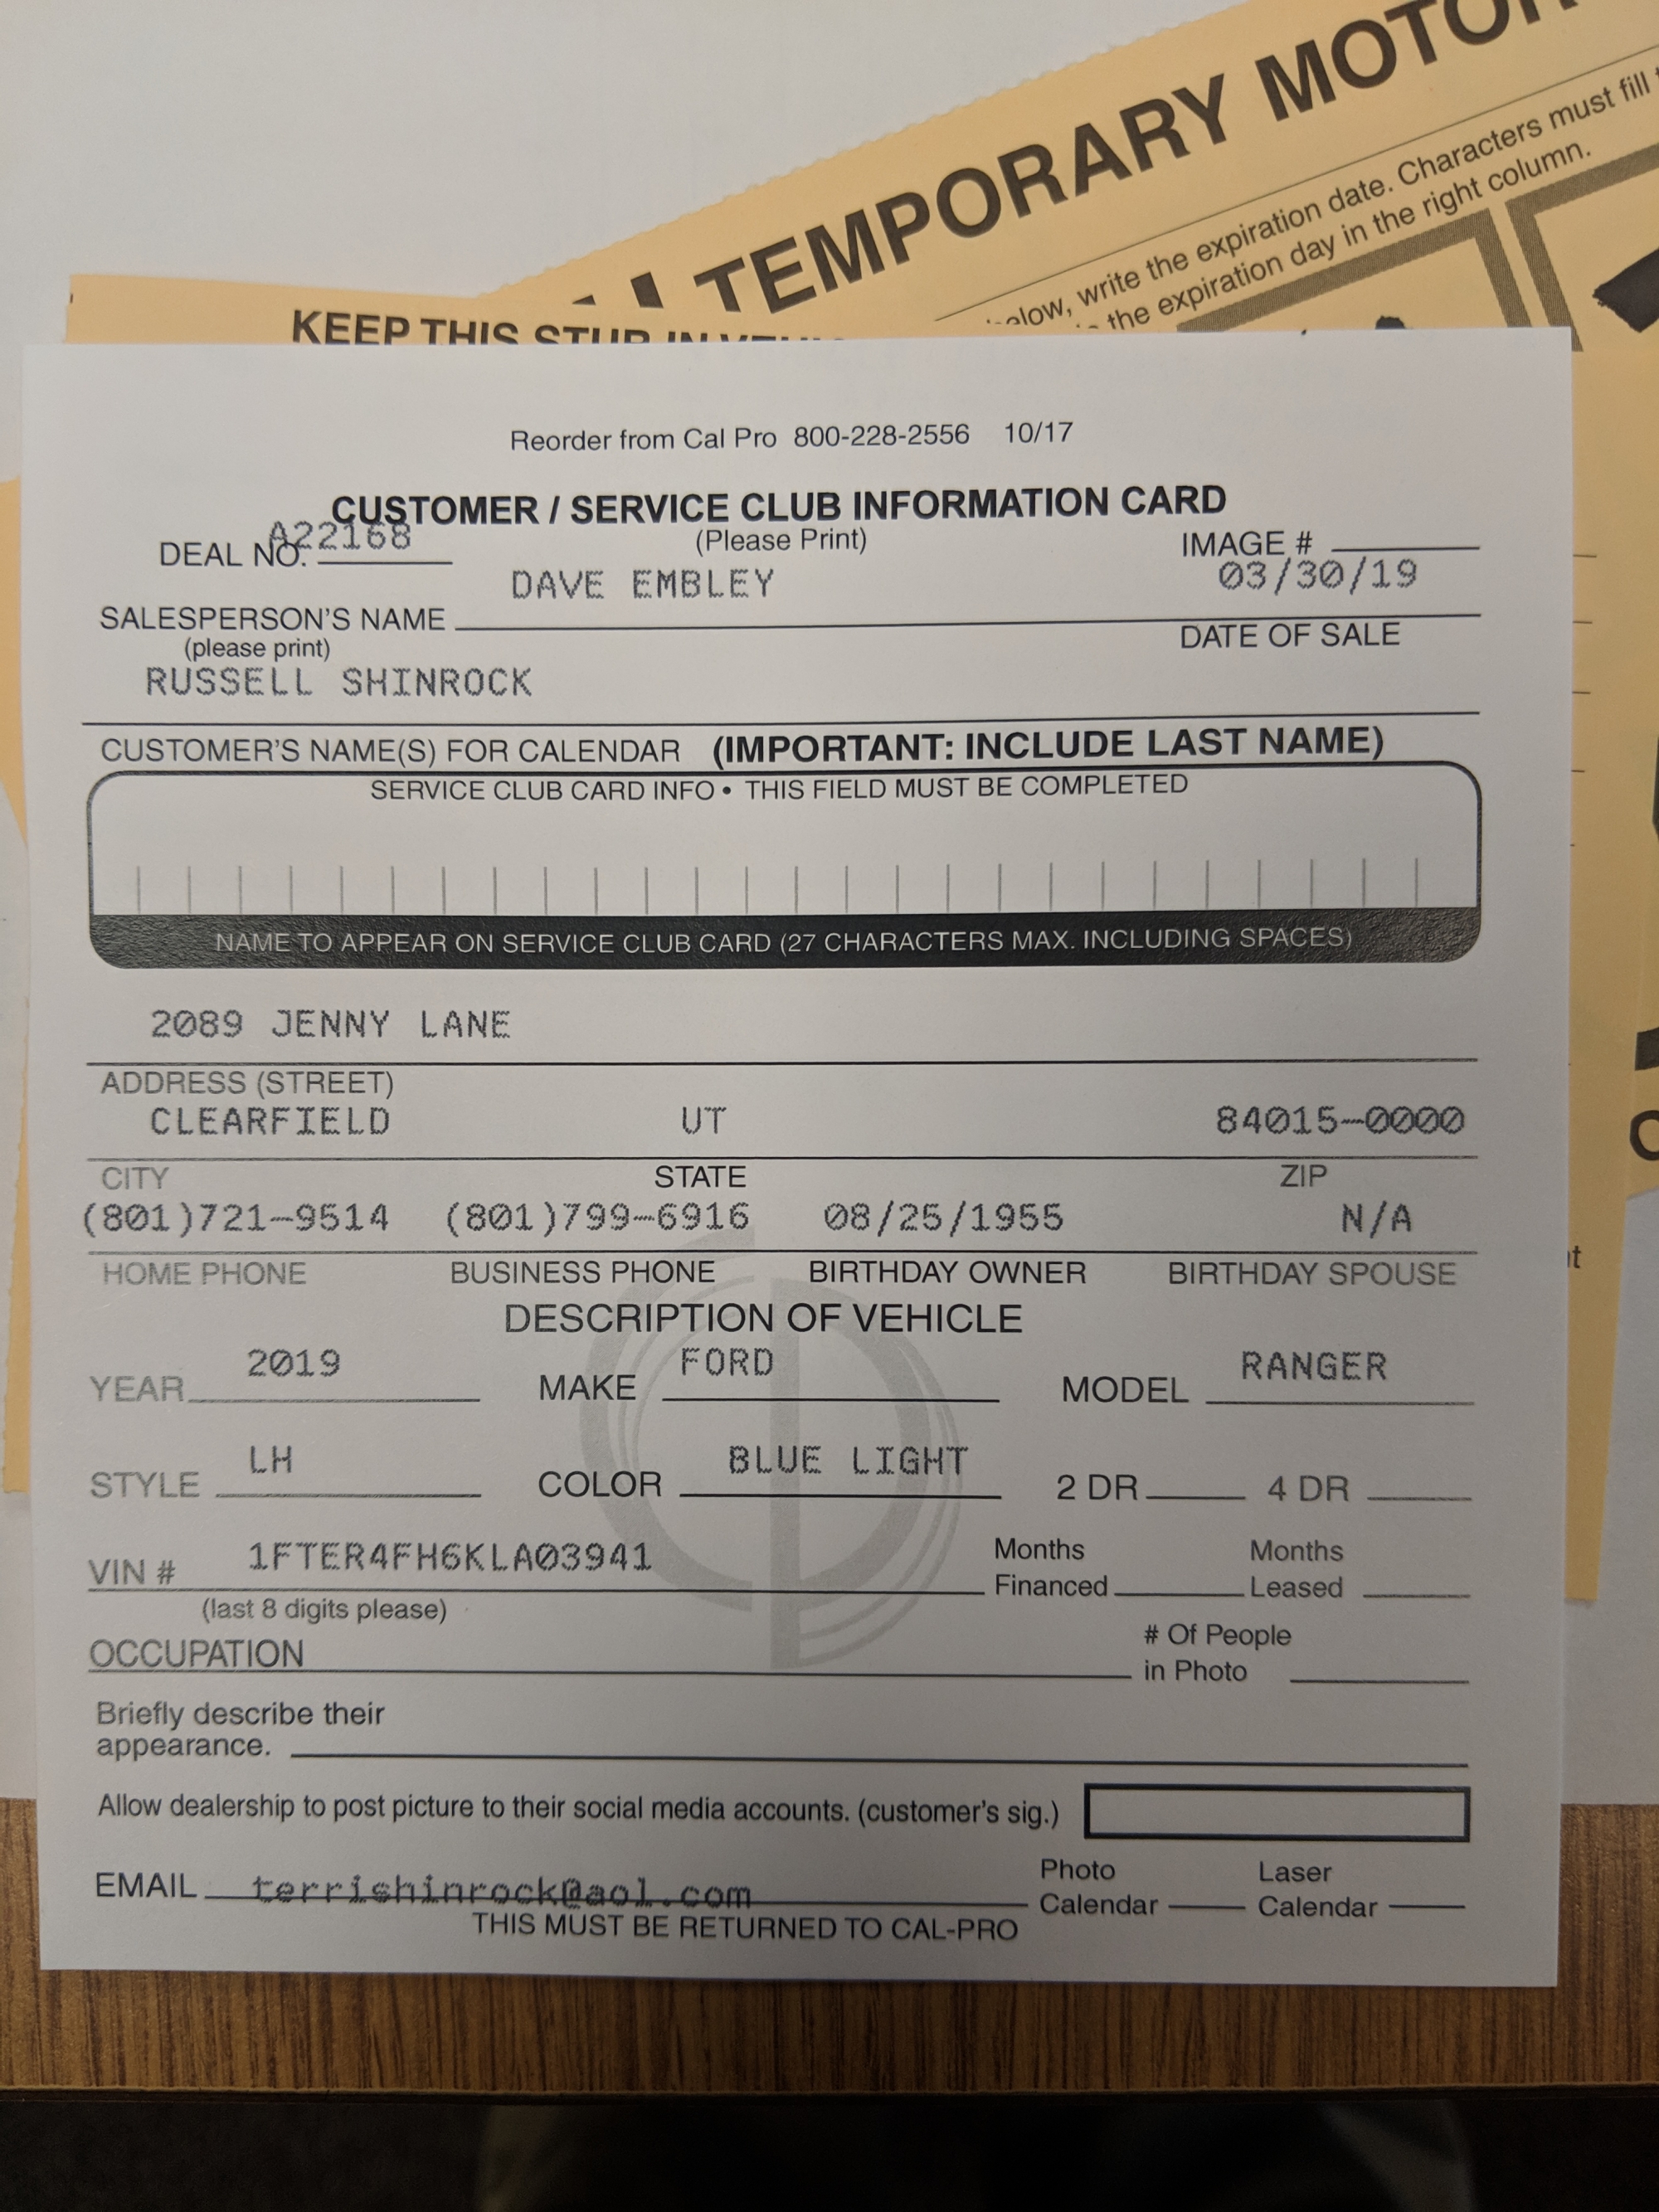 TEMPORARY MOTOR
below, write the expiration date. Characters must fill
the expiration day in the right column.
KEEP THIS STUB IN
Reorder from Cal Pro 800-228-2556 10/17
CUSTOMER / SERVICE CLUB INFORMATION CARD
(Please Print)
DEAL NO. A22168
IMAGE #
DAVE EMBLEY 03/30/19
SALESPERSON'S NAME DATE OF SALE
(please print)
RUSSELL SHINROCK
CUSTOMER'S NAME(S) FOR CALENDAR (IMPORTANT: INCLUDE LAST NAME)
SERVICE CLUB CARD INFO • THIS FIELD MUST BE COMPLETED
NAME TO APPEAR ON SERVICE CLUB CARD (27 CHARACTERS MAX. INCLUDING SPACES)
2089 JENNY LANE
ADDRESS (STREET)
CLEARFIELD UT 84015-0000
CITY STATE ZIP
(801)721-9514 (801)799-6916 08/25/1955 N/A
HOME PHONE BUSINESS PHONE BIRTHDAY OWNER BIRTHDAY SPOUSE
DESCRIPTION OF VEHICLE
YEAR 2019 MAKE FORD MODEL RANGER
STYLE LH COLOR BLUE LIGHT 2 DR 4 DR
VIN # 1FTER4FH6KLA03941 Months Financed Months Leased
(last 8 digits please)
OCCUPATION # Of People in Photo
Briefly describe their
appearance.
Allow dealership to post picture to their social media accounts. (customer's sig.)
EMAIL terrishinrock@aol.com Photo Calendar Laser Calendar
THIS MUST BE RETURNED TO CAL-PRO